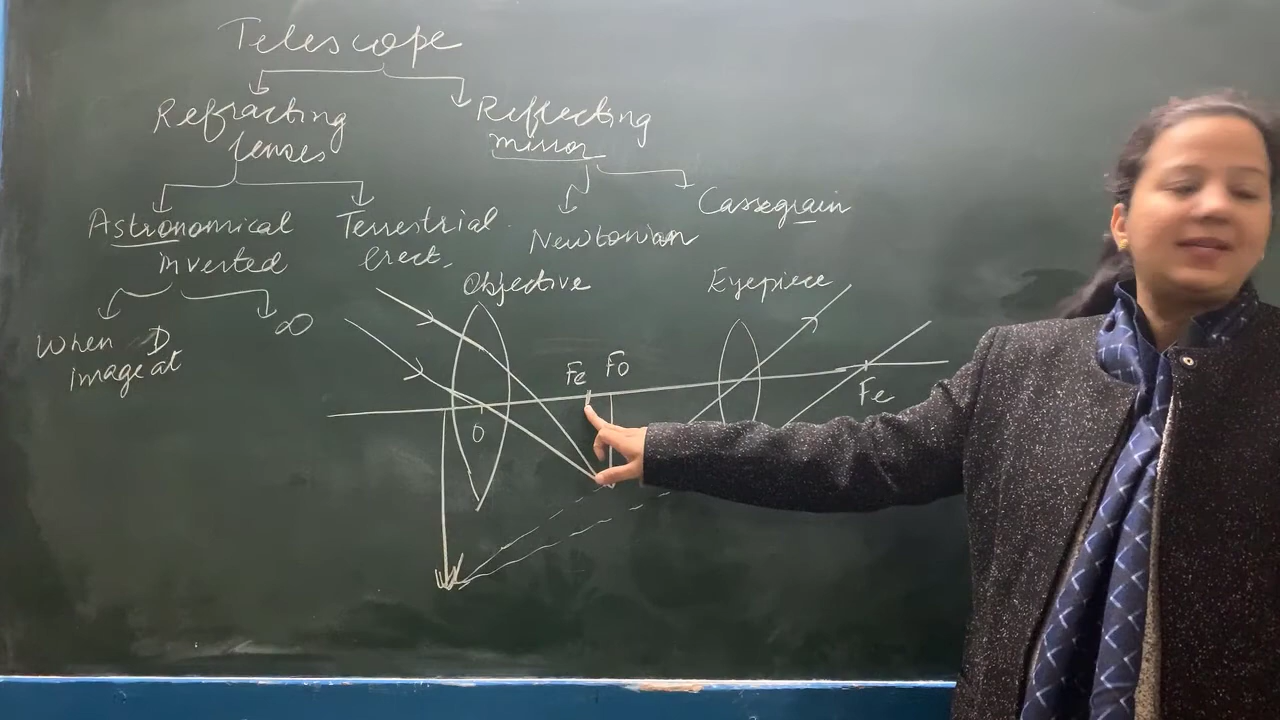 Telescope
Refracting
lenses
Reflecting
mirror
Astronomical
inverted
Terrestrial
erect.
Newtonian
Cassegrain
When D
image at
∞
Objective
Eyepiece
Fe
Fo
Fe
O